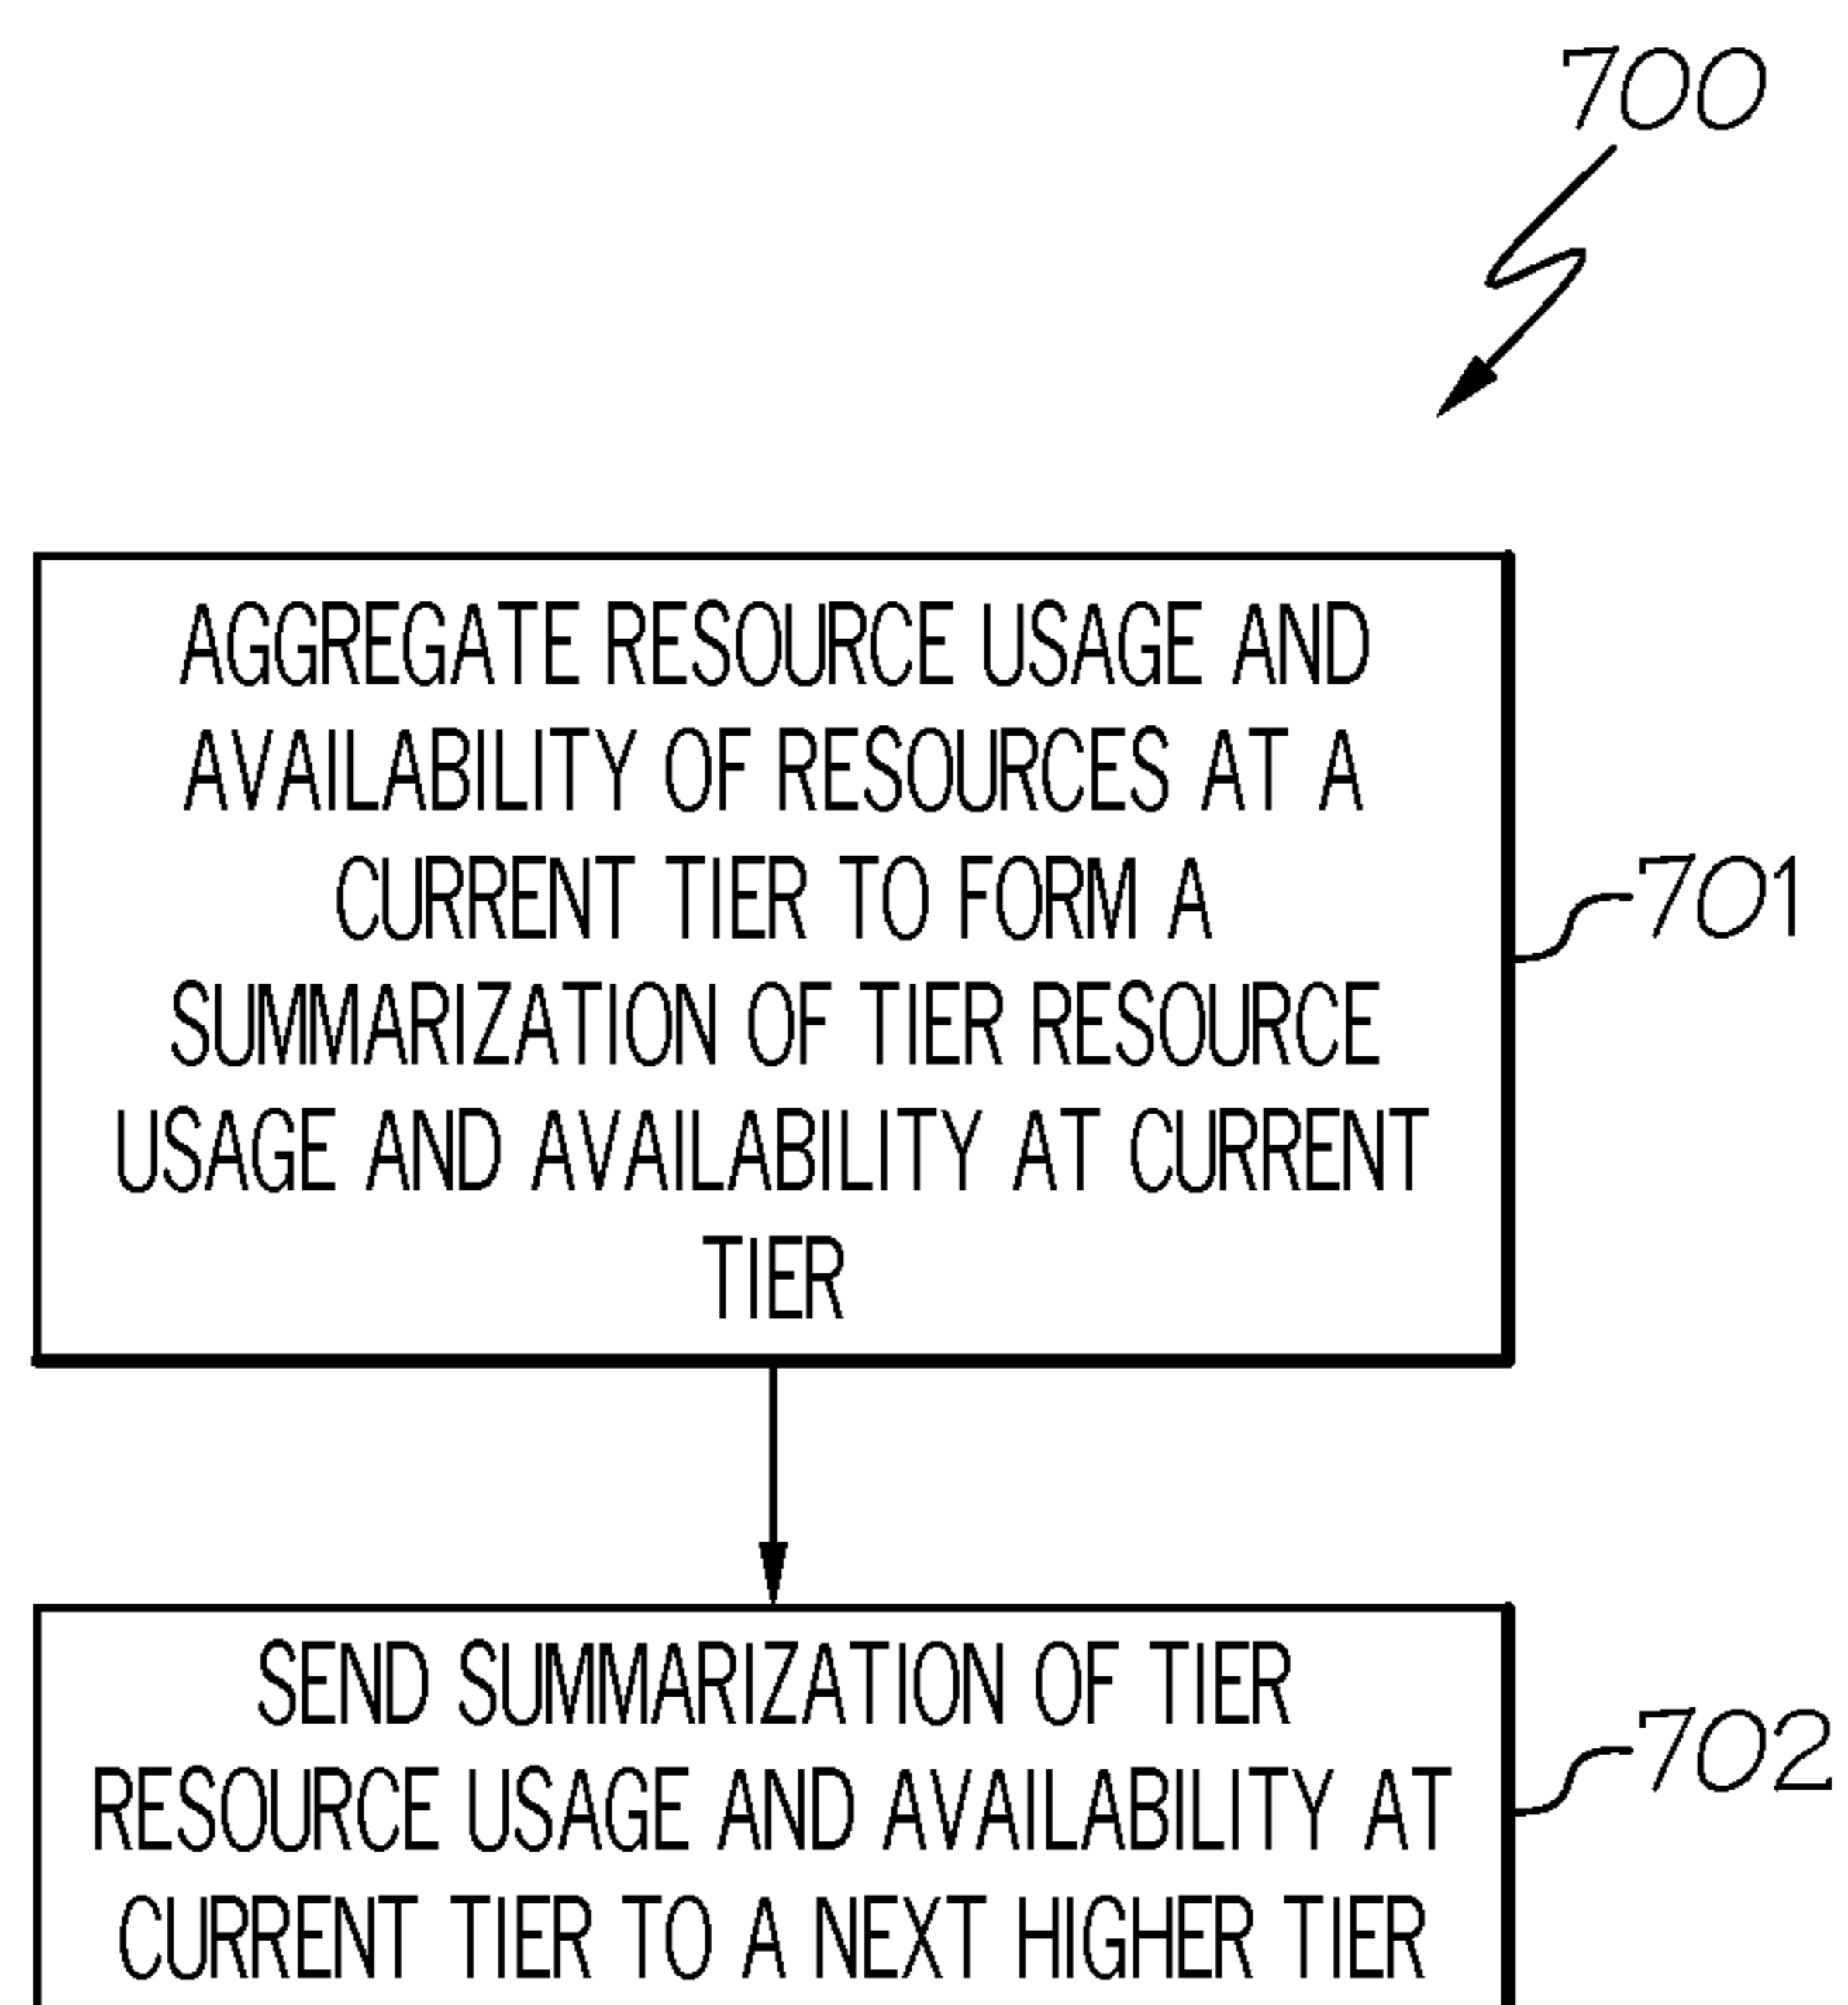 700
AGGREGATE RESOURCE USAGE AND
AVAILABILITY OF RESOURCES AT A
CURRENT TIER TO FORM A
SUMMARIZATION OF TIER RESOURCE
USAGE AND AVAILABILITY AT CURRENT
TIER
701
SEND SUMMARIZATION OF TIER
RESOURCE USAGE AND AVAILABILITY AT
CURRENT TIER TO A NEXT HIGHER TIER
702